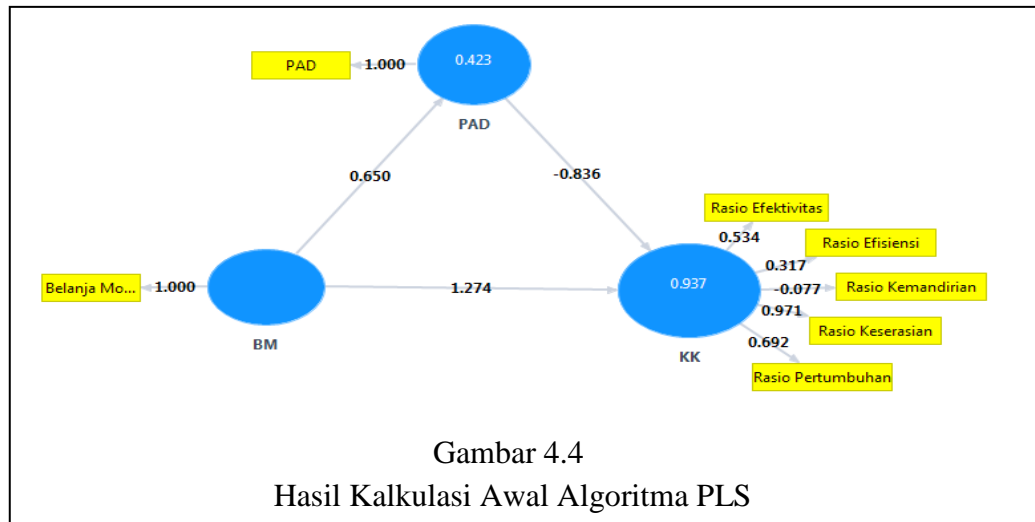 PAD
1.000
0.423
PAD
0.650
-0.836
Rasio Efektivitas
0.534
Rasio Efisiensi
0.317
Belanja Mo...
1.000
BM
1.274
0.937
KK
-0.077
Rasio Kemandirian
0.971
Rasio Keserasian
0.692
Rasio Pertumbuhan
Gambar 4.4
Hasil Kalkulasi Awal Algoritma PLS